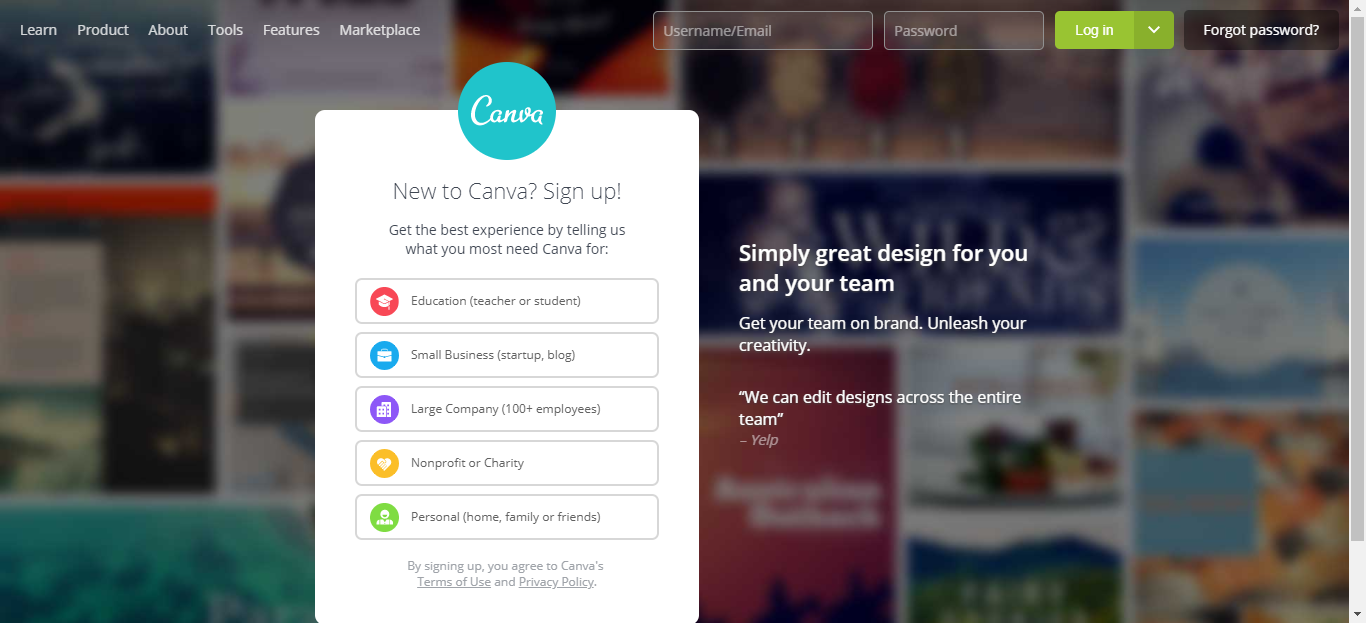 Learn Product About Tools Features Marketplace Username/Email Password Log in Forgot password?
Canva
New to Canva? Sign up!
Get the best experience by telling us
what you most need Canva for:
Education (teacher or student)
Small Business (startup, blog)
Large Company (100+ employees)
Nonprofit or Charity
Personal (home, family or friends)
By signing up, you agree to Canva's
Terms of Use and Privacy Policy.
Simply great design for you
and your team
Get your team on brand. Unleash your
creativity.
“We can edit designs across the entire
team”
– Yelp
WILD &
Australian
Outback